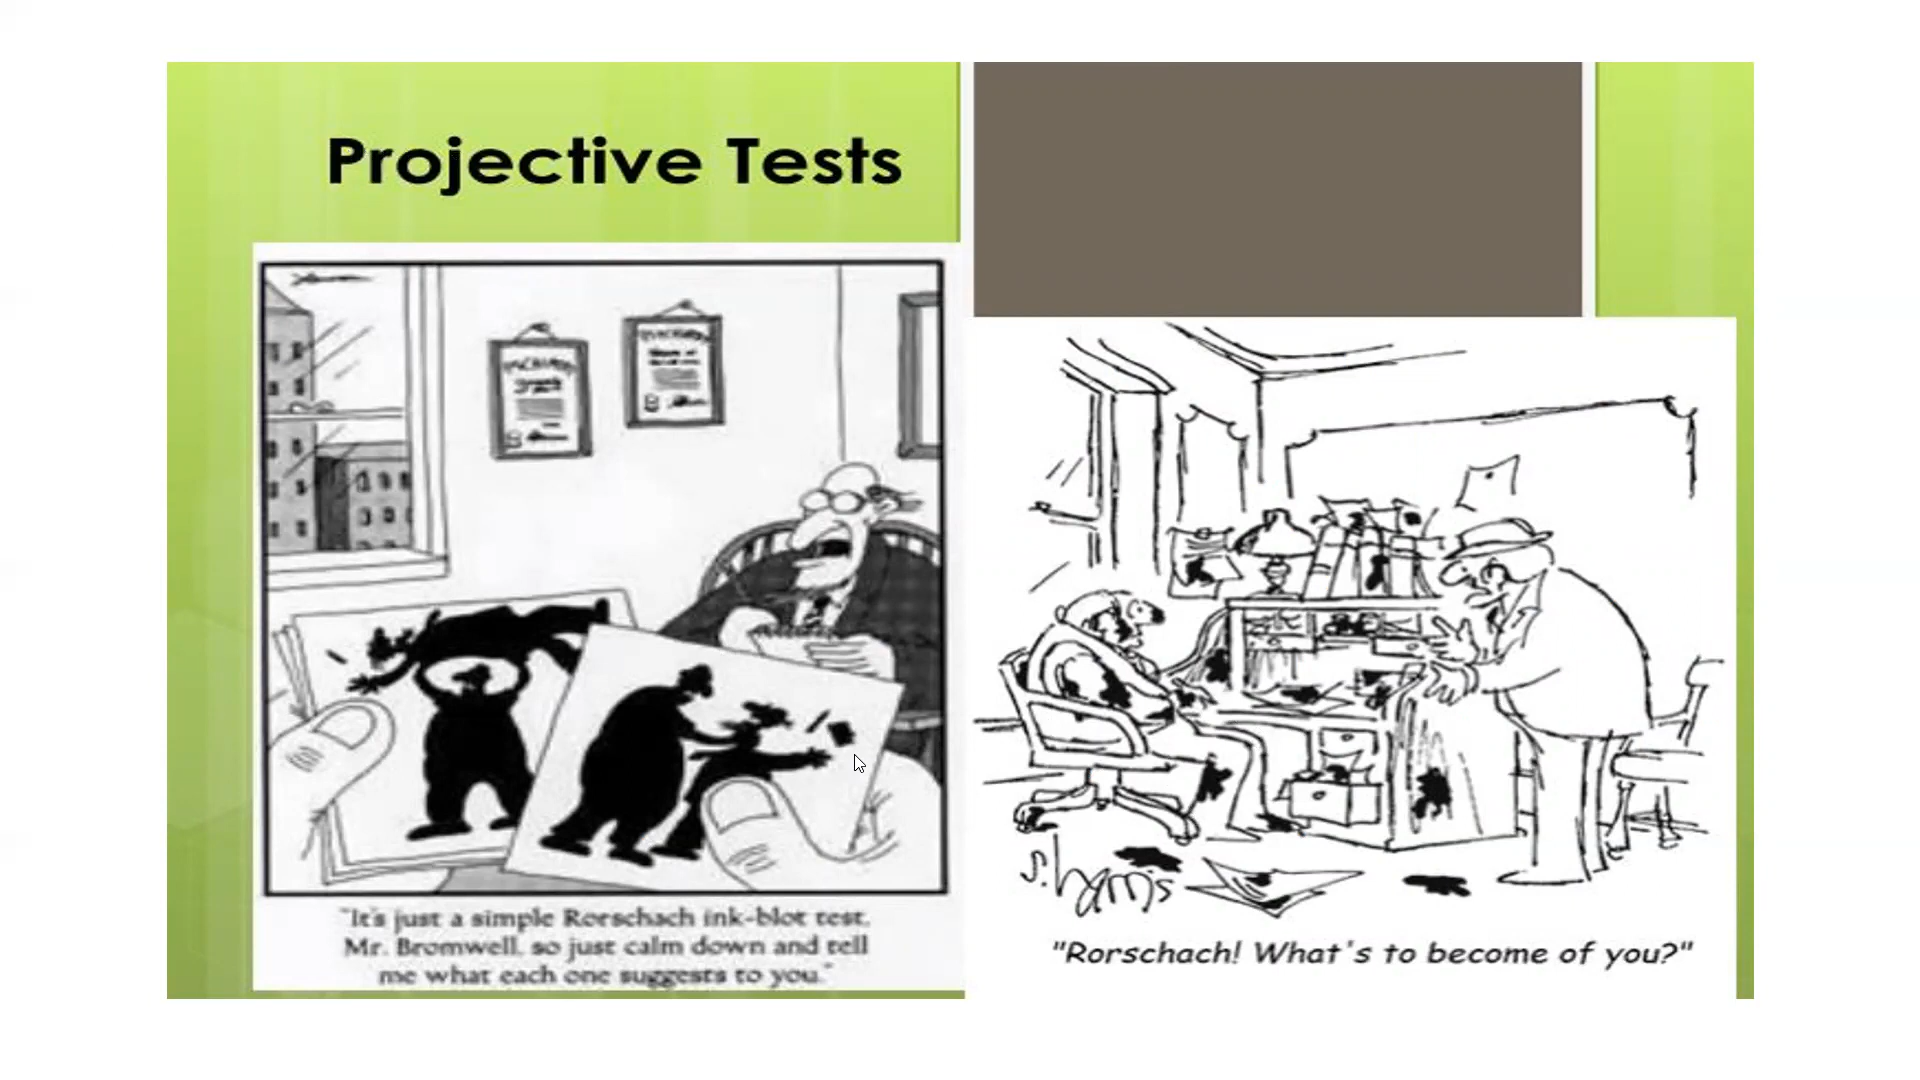 Projective Tests
"It's just a simple Rorschach ink-blot test,
Mr. Bromwell, so just calm down and tell
me what each one suggests to you."
s. harris
"Rorschach! What's to become of you?"